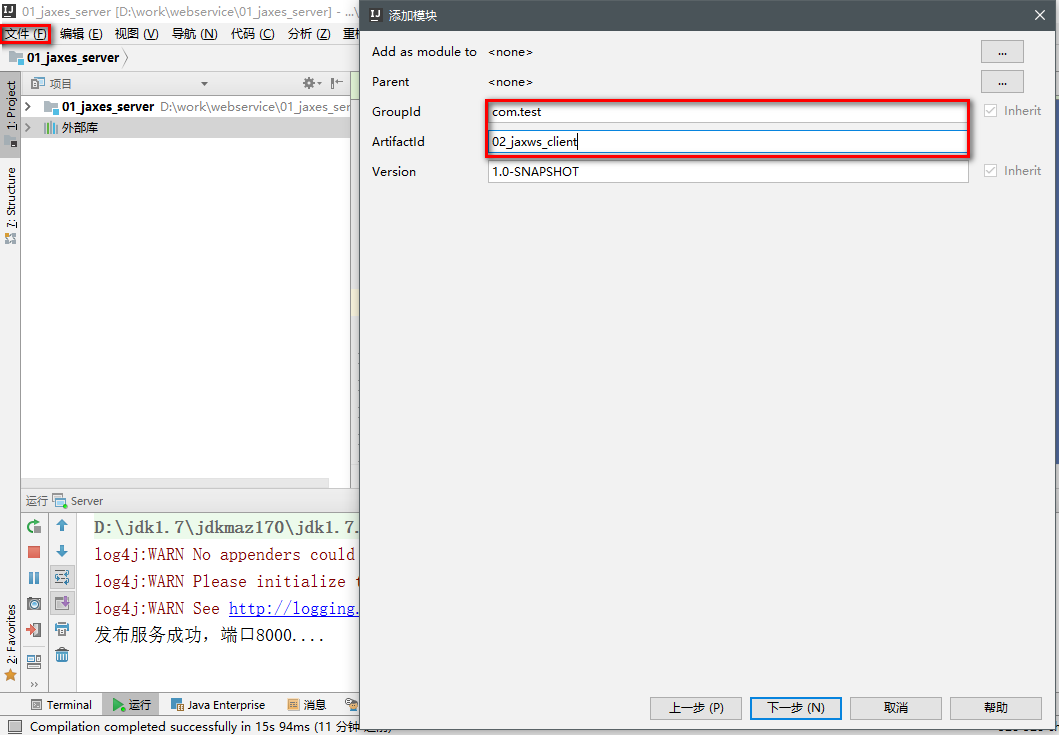 01_jaxes_server [D:\work\webservice\01_jaxes_server] - ...\
文件 (F) 编辑 (E) 视图 (V) 导航 (N) 代码 (C) 分析 (Z) 重
01_jaxes_server
项目
01_jaxes_server D:\work\webservice\01_jaxes_ser
外部库
1: Project
7: Structure
2: Favorites
添加模块
Add as module to <none> ...
Parent <none> ...
GroupId com.test Inherit
ArtifactId 02_jaxws_client
Version 1.0-SNAPSHOT Inherit
运行 Server
D:\jdk1.7\jdkmaz170\jdk1.7.
log4j:WARN No appenders could
log4j:WARN Please initialize t
log4j:WARN See http://logging.
发布服务成功，端口8000....
上一步 (P) 下一步 (N) 取消 帮助
Terminal 运行 Java Enterprise 消息
Compilation completed successfully in 15s 94ms (11 分钟